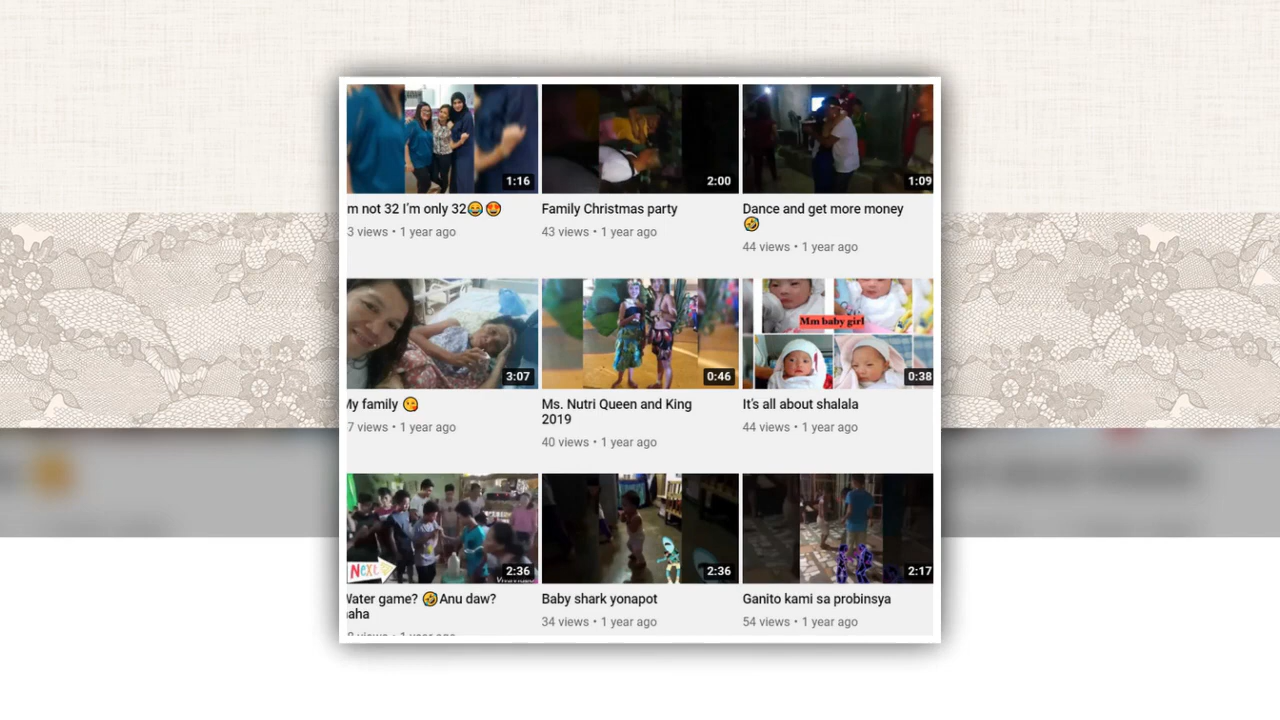 1:16
2:00
1:09
m not 32 I'm only 32😂🤩
Family Christmas party
Dance and get more money
🤣
3 views • 1 year ago
43 views • 1 year ago
44 views • 1 year ago
Mm baby girl
3:07
0:46
0:38
My family 😘
Ms. Nutri Queen and King
2019
It's all about shalala
7 views • 1 year ago
40 views • 1 year ago
44 views • 1 year ago
NEXT
2:36
2:36
2:17
Water game? 🤣Anu daw?
haha
Baby shark yonapot
Ganito kami sa probinsya
views • 1 year ago
34 views • 1 year ago
54 views • 1 year ago